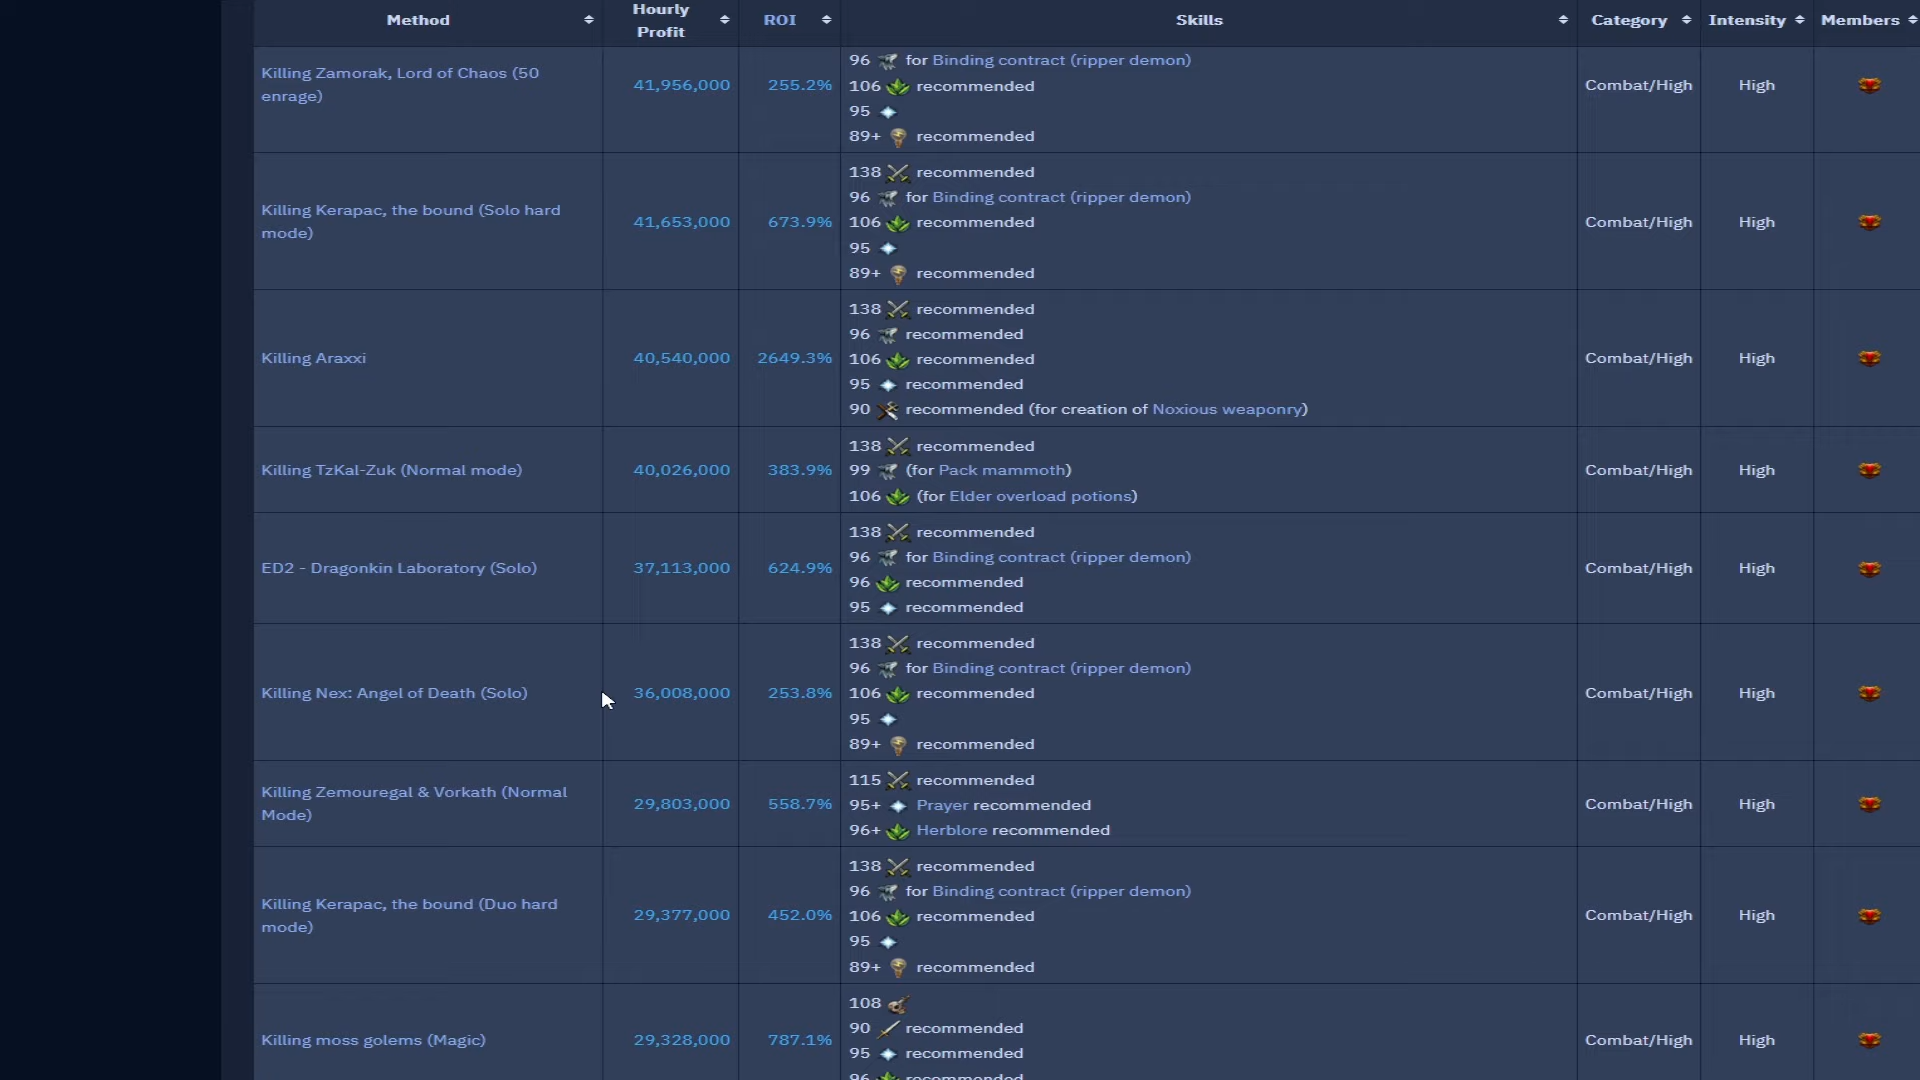 Method Hourly Profit ROI Skills Category Intensity Members
Killing Zamorak, Lord of Chaos (50 enrage) 41,956,000 255.2% Combat/High High
96 for Binding contract (ripper demon)
106 recommended
95
89+ recommended
Killing Kerapac, the bound (Solo hard mode) 41,653,000 673.9% Combat/High High
138 recommended
96 for Binding contract (ripper demon)
106 recommended
95
89+ recommended
Killing Araxxi 40,540,000 2649.3% Combat/High High
138 recommended
96 recommended
106 recommended
95 recommended
90 recommended (for creation of Noxious weaponry)
Killing TzKal-Zuk (Normal mode) 40,026,000 383.9% Combat/High High
138 recommended
99 (for Pack mammoth)
106 (for Elder overload potions)
ED2 - Dragonkin Laboratory (Solo) 37,113,000 624.9% Combat/High High
138 recommended
96 for Binding contract (ripper demon)
96 recommended
95 recommended
Killing Nex: Angel of Death (Solo) 36,008,000 253.8% Combat/High High
138 recommended
96 for Binding contract (ripper demon)
106 recommended
95
89+ recommended
Killing Zemouregal & Vorkath (Normal Mode) 29,803,000 558.7% Combat/High High
115 recommended
95+ Prayer recommended
96+ Herblore recommended
Killing Kerapac, the bound (Duo hard mode) 29,377,000 452.0% Combat/High High
138 recommended
96 for Binding contract (ripper demon)
106 recommended
95
89+ recommended
Killing moss golems (Magic) 29,328,000 787.1% Combat/High High
108
90 recommended
95 recommended
96 recommended